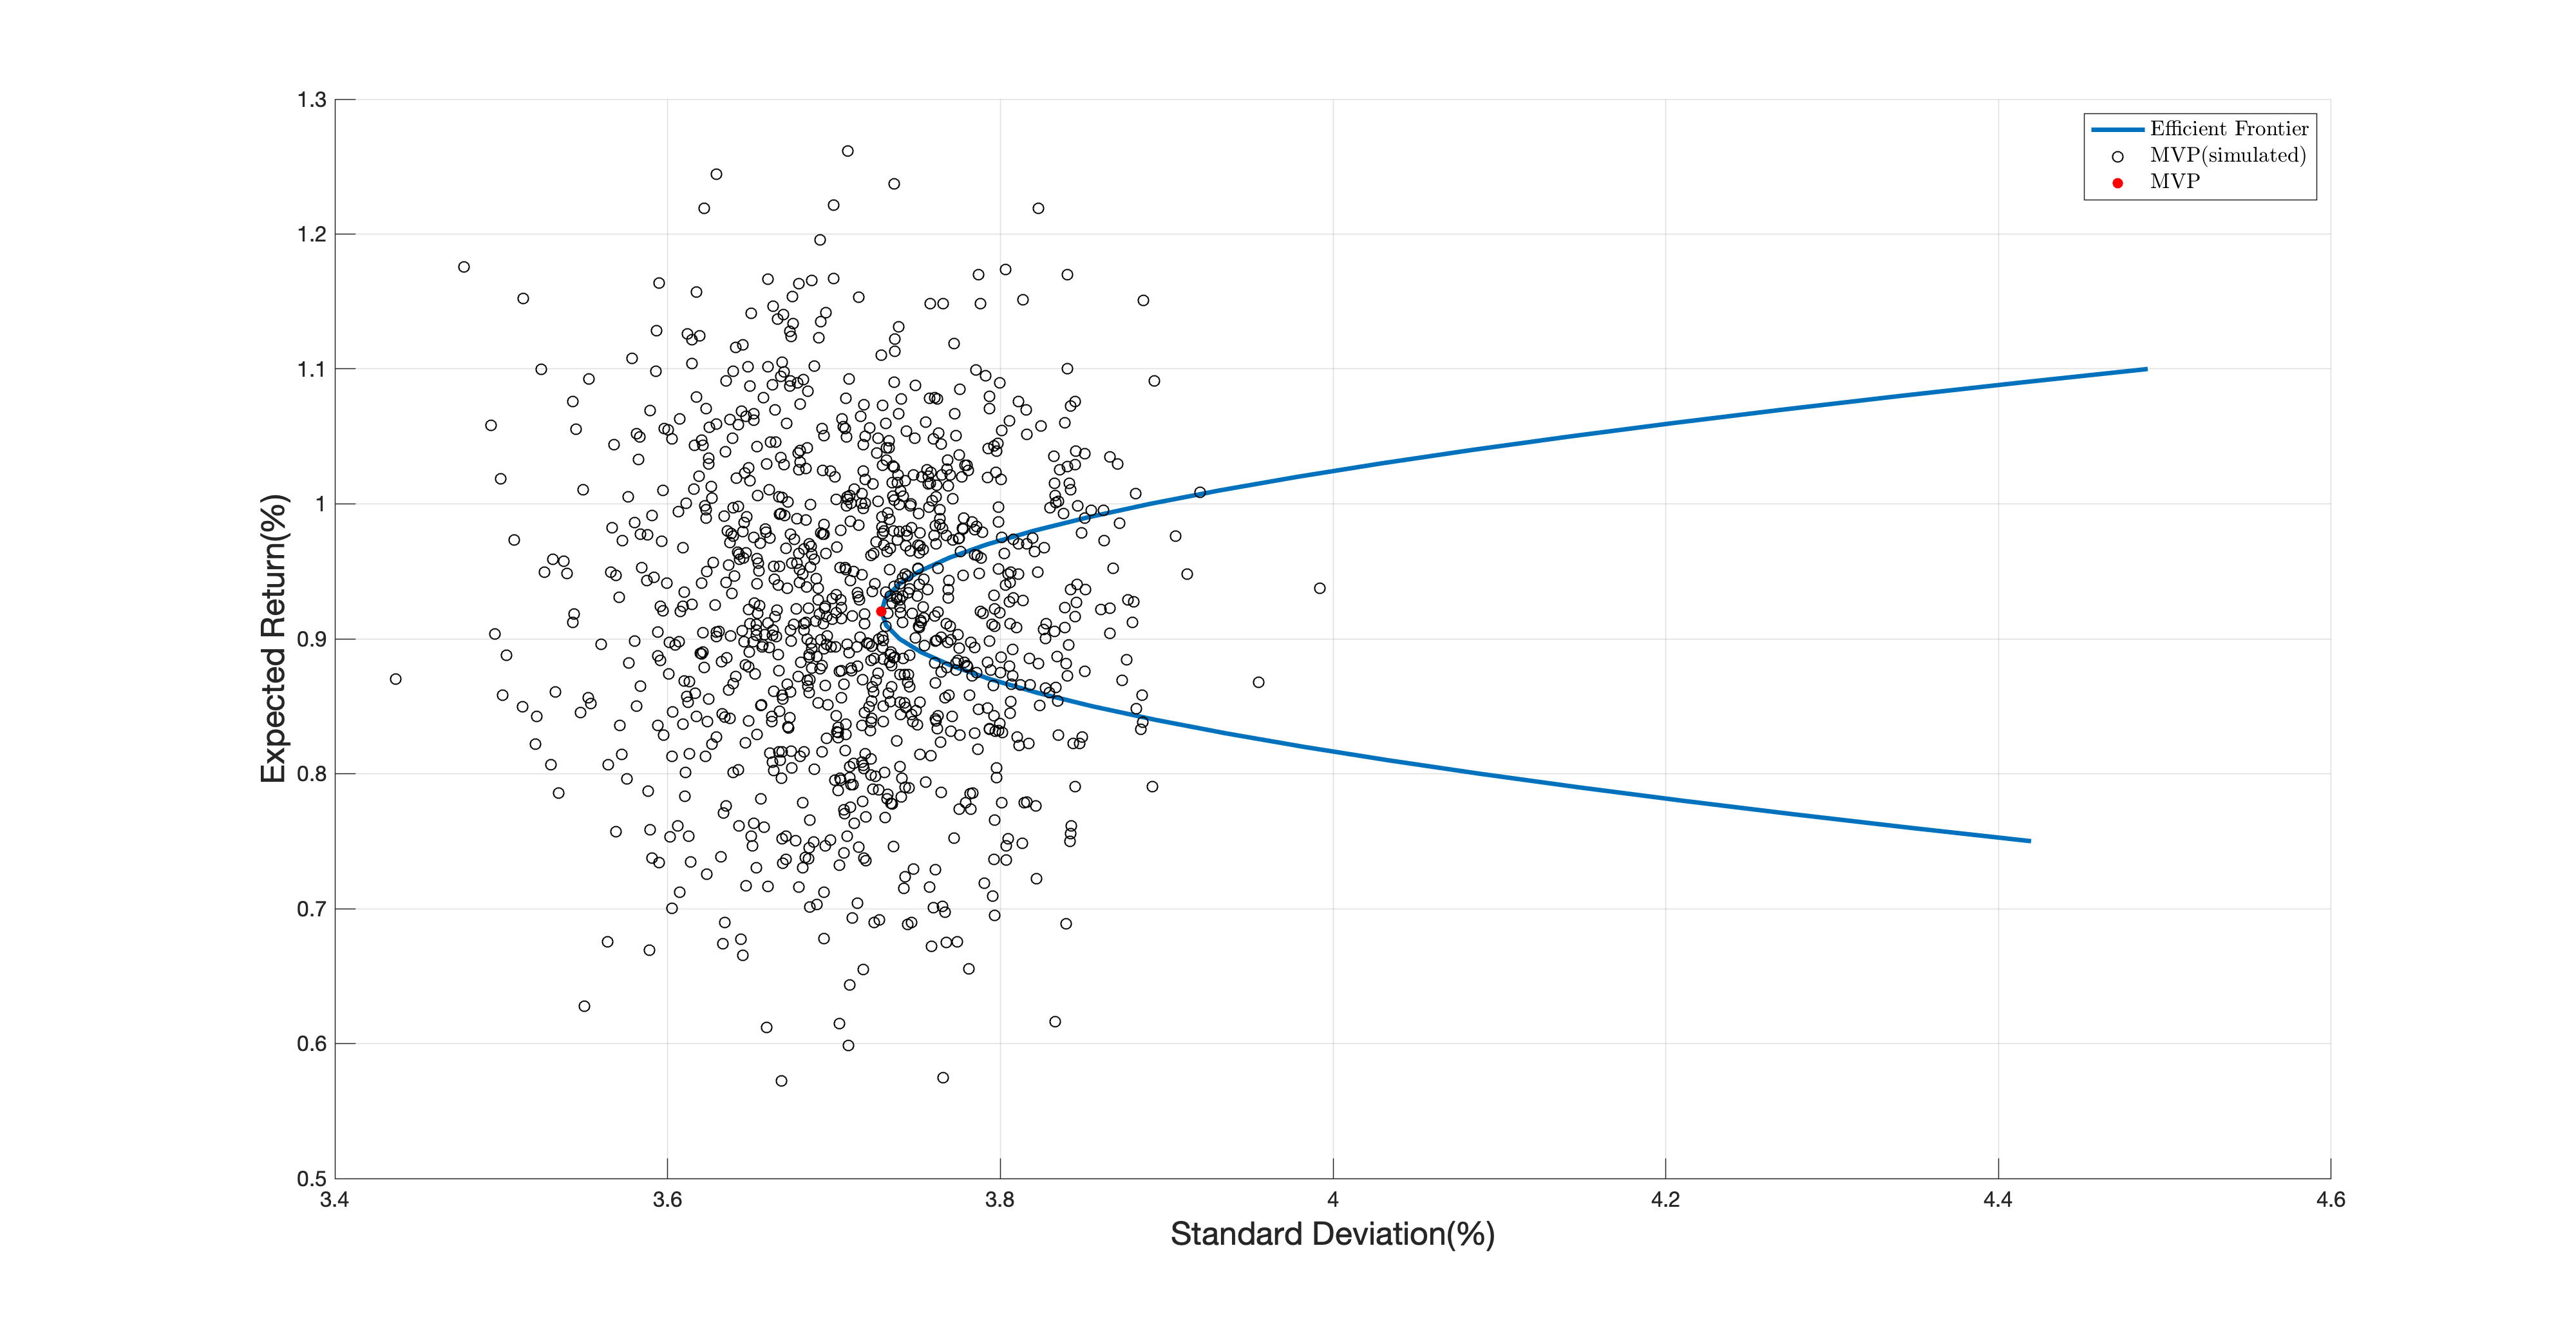 1.3
1.2
1.1
1
0.9
0.8
0.7
0.6
0.5
Expected Return(%)
3.4 3.6 3.8 4 4.2 4.4 4.6
Standard Deviation(%)
Efficient Frontier
MVP(simulated)
MVP